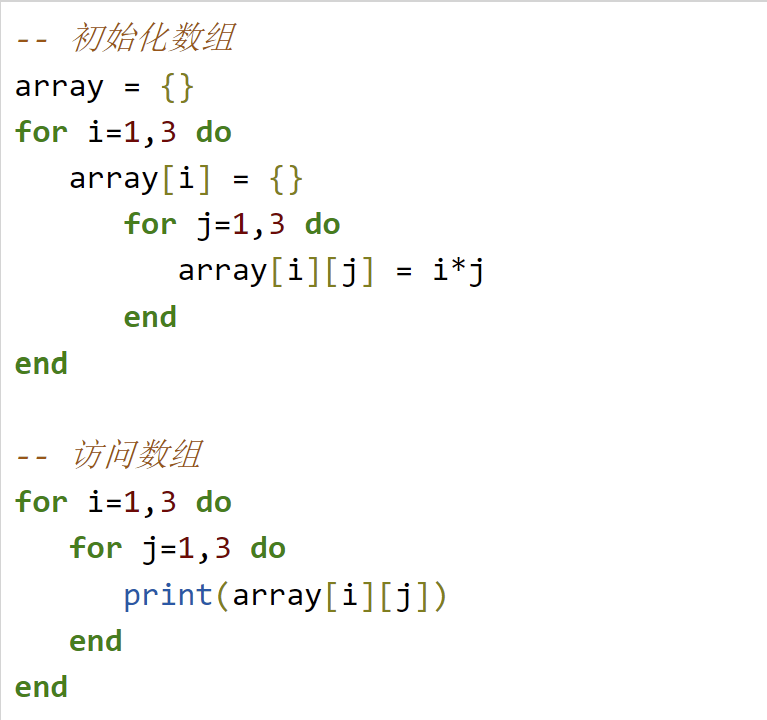 -- 初始化数组
array = {}
for i=1,3 do
   array[i] = {}
      for j=1,3 do
         array[i][j] = i*j
      end
end

-- 访问数组
for i=1,3 do
   for j=1,3 do
      print(array[i][j])
   end
end